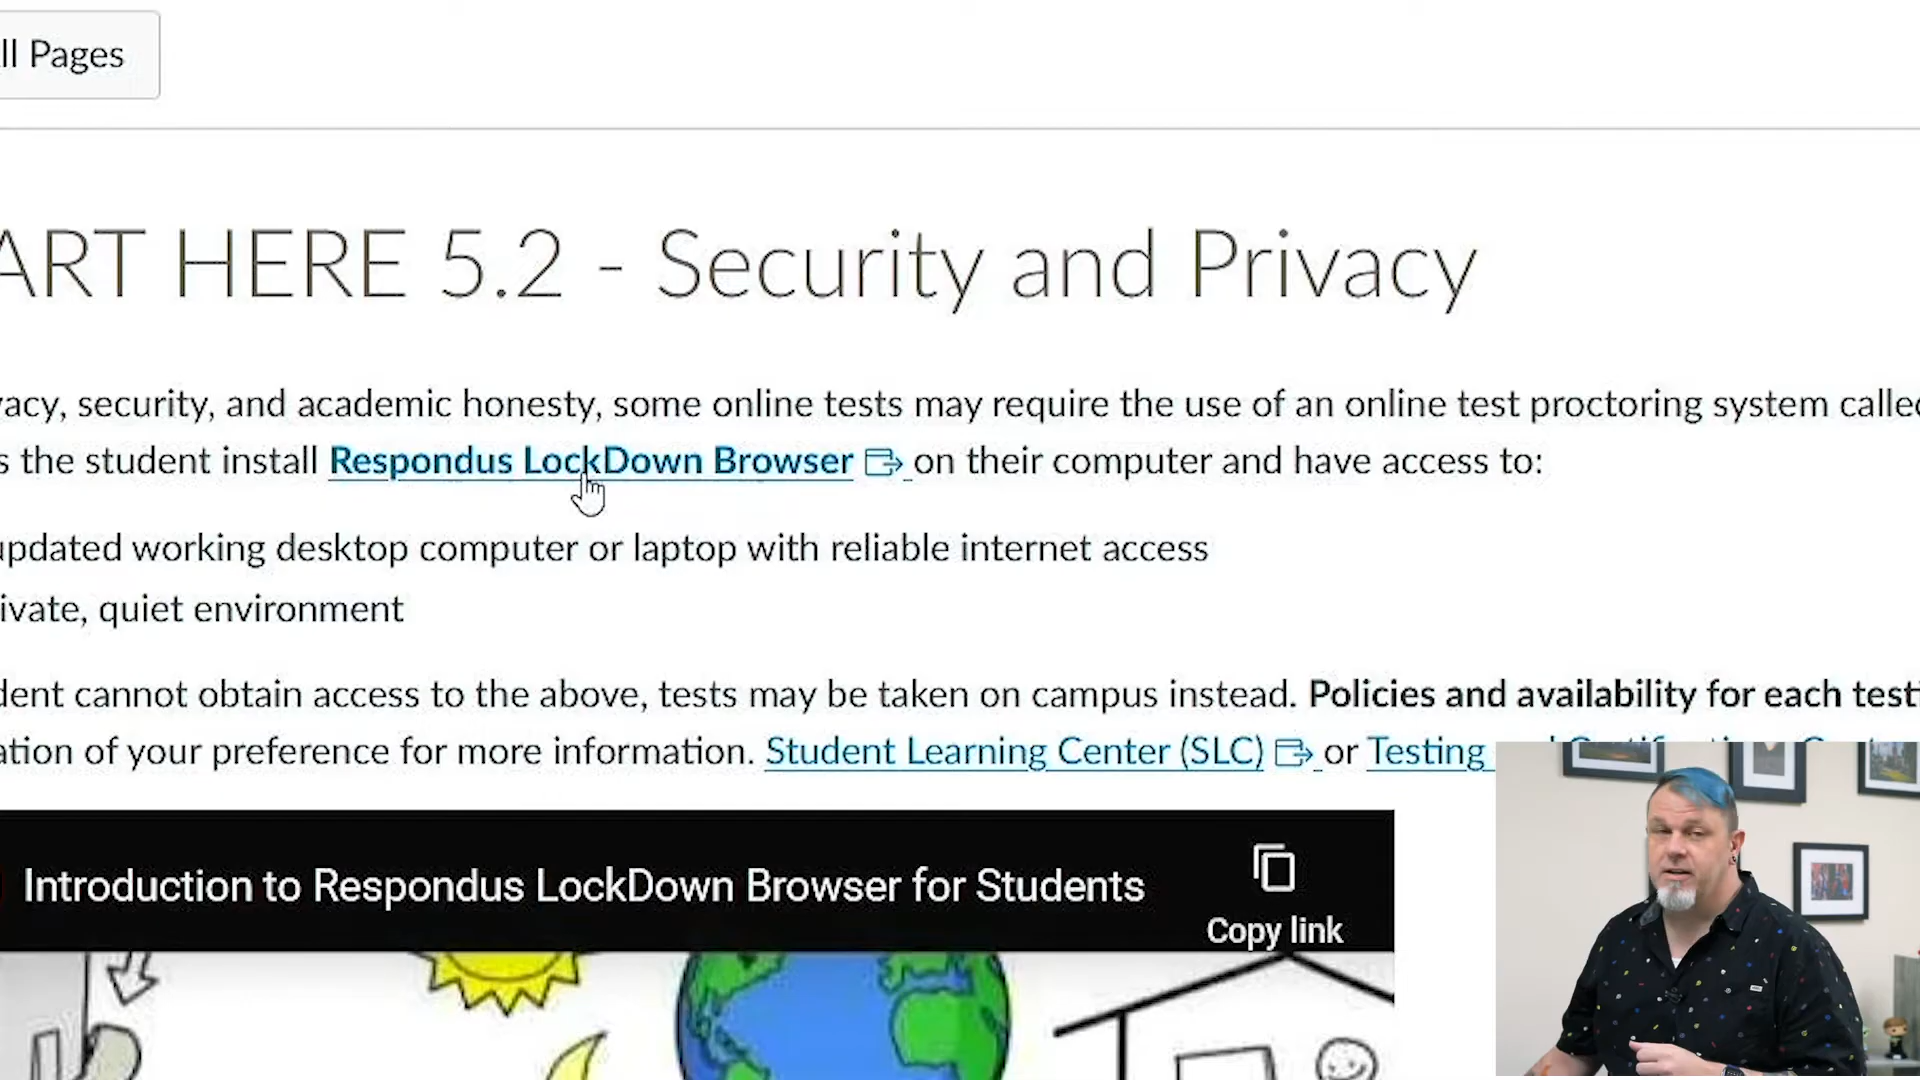 ll Pages
ART HERE 5.2 - Security and Privacy
vacy, security, and academic honesty, some online tests may require the use of an online test proctoring system called
s the student install Respondus LockDown Browser on their computer and have access to:
updated working desktop computer or laptop with reliable internet access
ivate, quiet environment
dent cannot obtain access to the above, tests may be taken on campus instead. Policies and availability for each testi
ation of your preference for more information. Student Learning Center (SLC) or Testing
Introduction to Respondus LockDown Browser for Students
Copy link